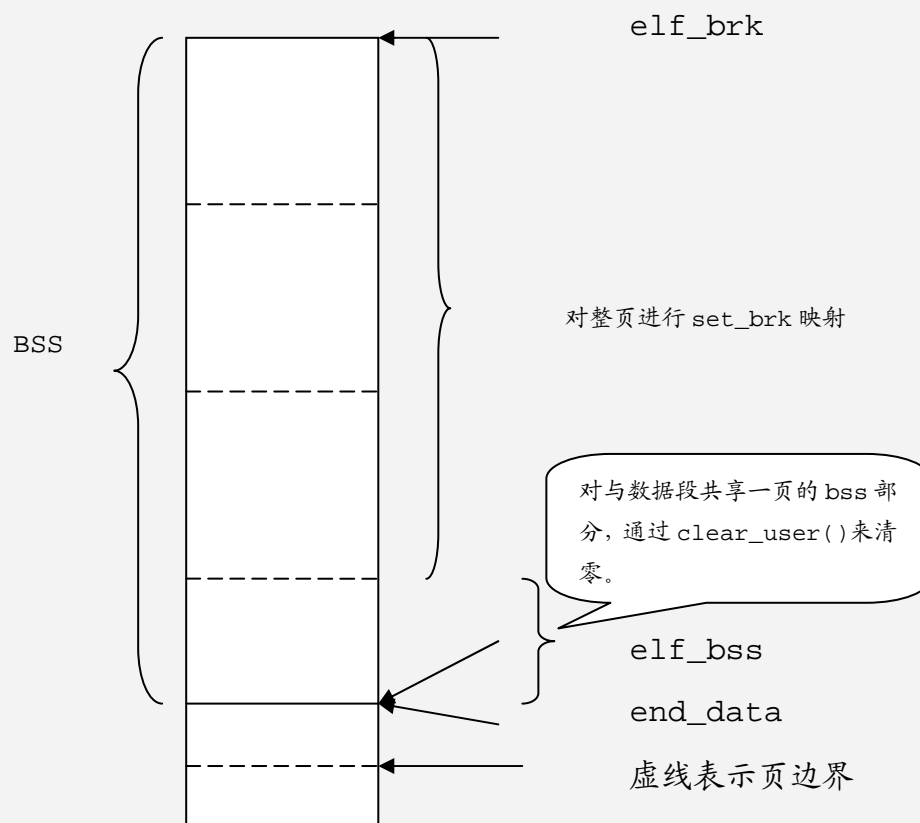 elf_brk
BSS
对整页进行 set_brk 映射
对与数据段共享一页的 bss 部
分，通过 clear_user()来清
零。
elf_bss
end_data
虚线表示页边界